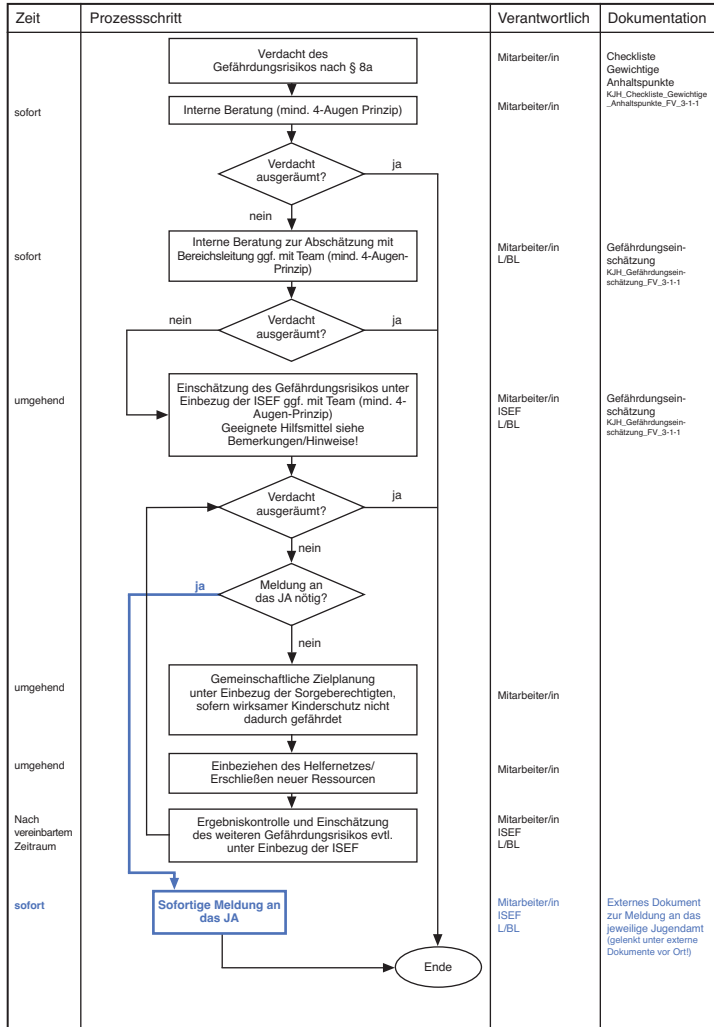 Zeit
Prozessschritt
Verantwortlich
Dokumentation
Verdacht des
Gefährdungsrisikos nach § 8a
Mitarbeiter/in
Checkliste
Gewichtige
Anhaltspunkte
KJH_Checkliste_Gewichtige
_Anhaltspunkte_FV_3-1-1
sofort
Interne Beratung (mind. 4-Augen Prinzip)
Mitarbeiter/in
Verdacht
ausgeräumt?
ja
nein
sofort
Interne Beratung zur Abschätzung mit
Bereichsleitung ggf. mit Team (mind. 4-Augen-
Prinzip)
Mitarbeiter/in
L/BL
Gefährdungsein-
schätzung
KJH_Gefährdungsein-
schätzung_FV_3-1-1
nein
Verdacht
ausgeräumt?
ja
umgehend
Einschätzung des Gefährdungsrisikos unter
Einbezug der ISEF ggf. mit Team (mind. 4-
Augen-Prinzip)
Geeignete Hilfsmittel siehe
Bemerkungen/Hinweise!
Mitarbeiter/in
ISEF
L/BL
Gefährdungsein-
schätzung
KJH_Gefährdungsein-
schätzung_FV_3-1-1
Verdacht
ausgeräumt?
ja
nein
ja
Meldung an
das JA nötig?
nein
umgehend
Gemeinschaftliche Zielplanung
unter Einbezug der Sorgeberechtigten,
sofern wirksamer Kinderschutz nicht
dadurch gefährdet
Mitarbeiter/in
umgehend
Einbeziehen des Helfernetzes/
Erschließen neuer Ressourcen
Mitarbeiter/in
Nach
vereinbartem
Zeitraum
Ergebniskontrolle und Einschätzung
des weiteren Gefährdungsrisikos evtl.
unter Einbezug der ISEF
Mitarbeiter/in
ISEF
L/BL
sofort
Sofortige Meldung an
das JA
Mitarbeiter/in
ISEF
L/BL
Externes Dokument
zur Meldung an das
jeweilige Jugendamt
(gelenkt unter externe
Dokumente vor Ort!)
Ende